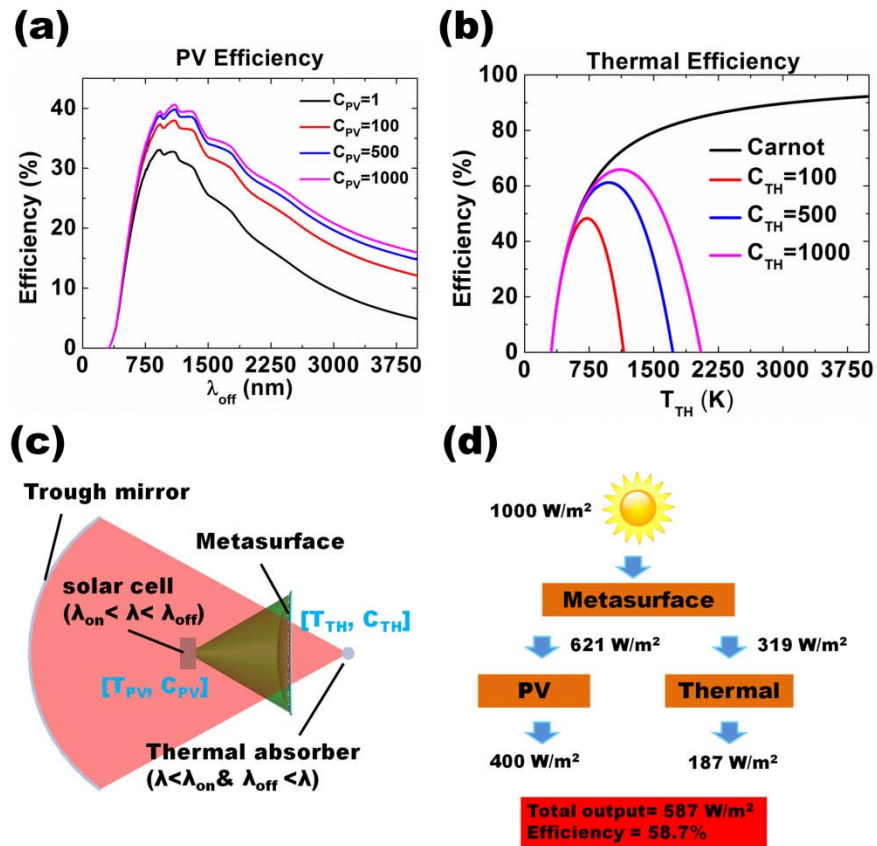 (a)
PV Efficiency
C_PV=1
C_PV=100
C_PV=500
C_PV=1000
Efficiency (%)
40
30
20
10
0
0 750 1500 2250 3000 3750
λ_off (nm)
(b)
Thermal Efficiency
Carnot
C_TH=100
C_TH=500
C_TH=1000
Efficiency (%)
100
80
60
40
20
0
0 750 1500 2250 3000 3750
T_TH (K)
(c)
Trough mirror
Metasurface
solar cell
(λ_on< λ< λ_off)
[T_TH, C_TH]
[T_PV, C_PV]
Thermal absorber
(λ<λ_on& λ_off <λ)
(d)
1000 W/m²
Metasurface
621 W/m²
319 W/m²
PV
Thermal
400 W/m²
187 W/m²
Total output= 587 W/m²
Efficiency = 58.7%